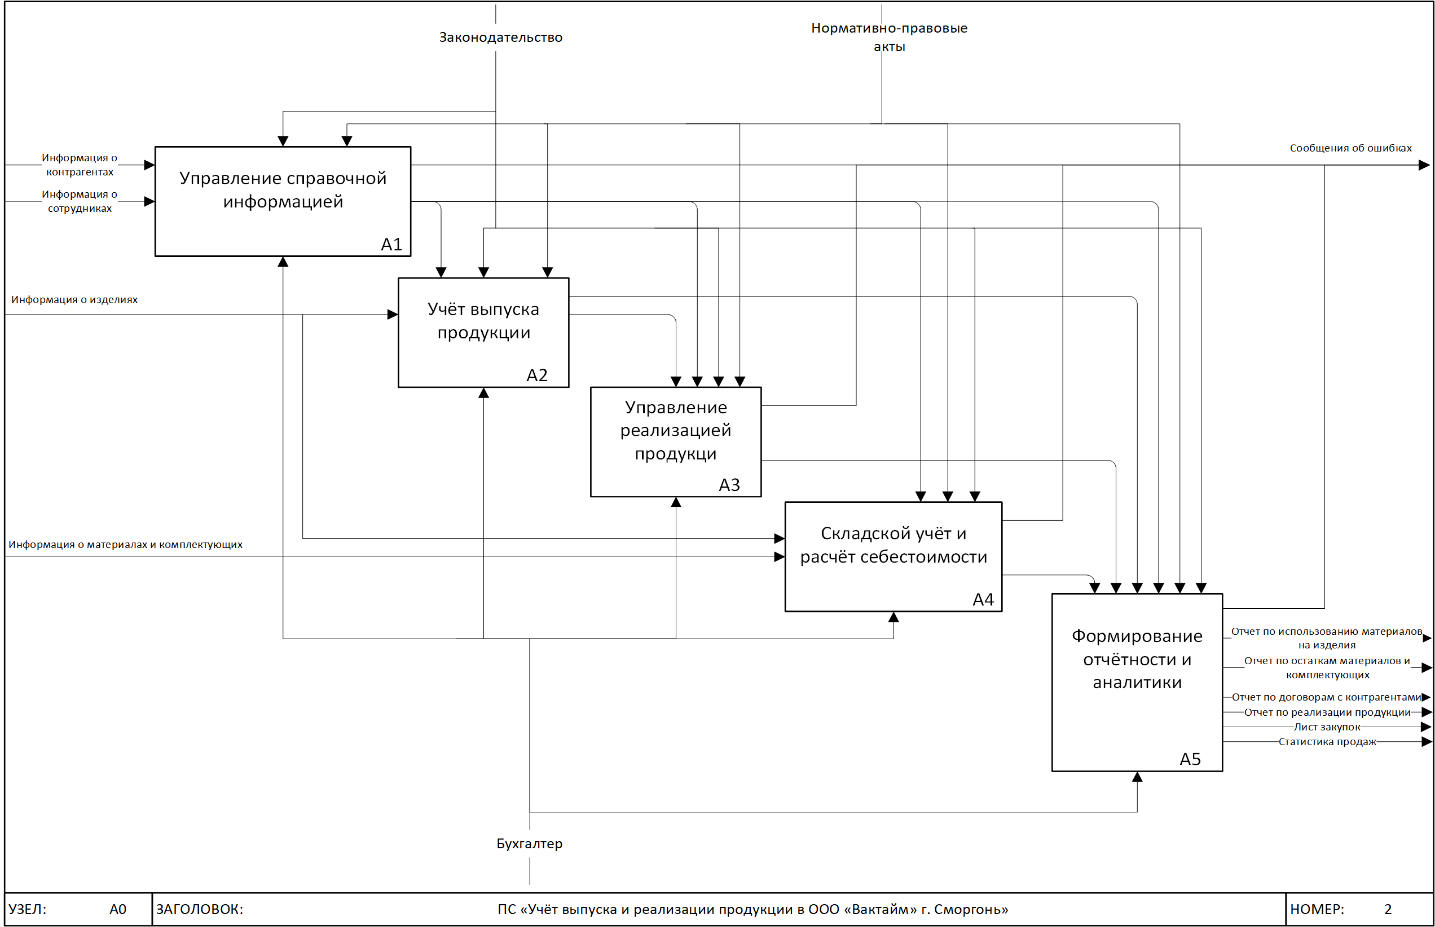 Законодательство
Нормативно-правовые
акты
Информация о
контрагентах
Информация о
сотрудниках
Управление справочной
информацией
A1
Сообщения об ошибках
Информация о изделиях
Учёт выпуска
продукции
A2
Управление
реализацией
продукци
A3
Информация о материалах и комплектующих
Складской учёт и
расчёт себестоимости
A4
Формирование
отчётности и
аналитики
A5
Отчет по использованию материалов
на изделия
Отчет по остаткам материалов и
комплектующих
Отчет по договорам с контрагентами
Отчет по реализации продукции
Лист закупок
Статистика продаж
Бухгалтер
УЗЕЛ: A0 ЗАГОЛОВОК: ПС «Учёт выпуска и реализации продукции в ООО «Вактайм» г. Сморгонь» НОМЕР: 2